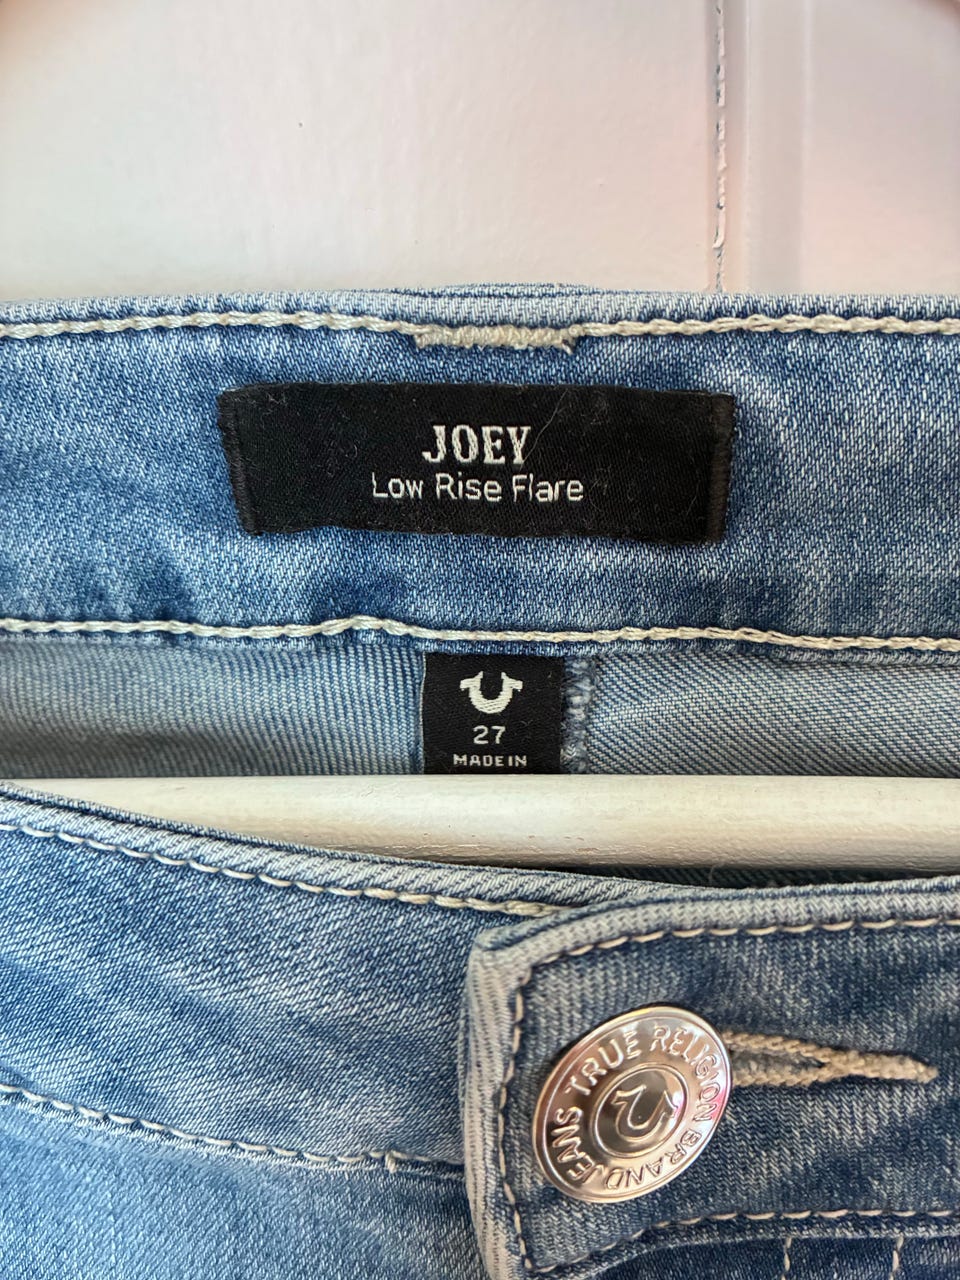 JOEY
Low Rise Flare
27
MADE IN
TRUE RELIGION BRAND JEANS